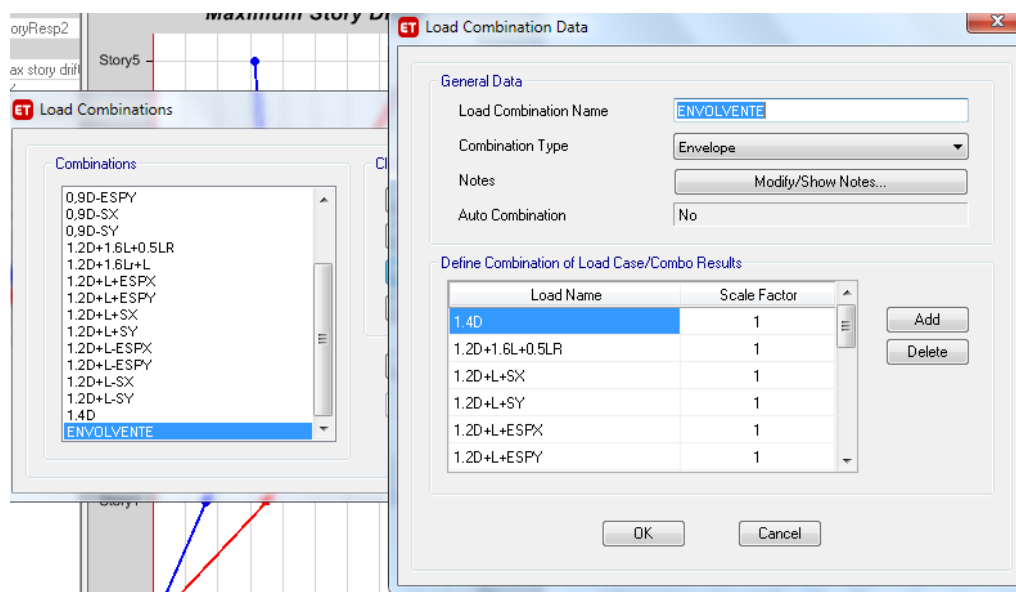 oryResp2
Maximum Story Dr
ax story drift
Story5
ET Load Combinations
Combinations
Cl
0,9D-ESPY
0,9D-SX
0,9D-SY
1.2D+1.6L+0.5LR
1.2D+1.6Lr+L
1.2D+L+ESPX
1.2D+L+ESPY
1.2D+L+SX
1.2D+L+SY
1.2D+L-ESPX
1.2D+L-ESPY
1.2D+L-SX
1.2D+L-SY
1.4D
ENVOLVENTE
Story1
ET Load Combination Data
General Data
Load Combination Name ENVOLVENTE
Combination Type Envelope
Notes Modify/Show Notes...
Auto Combination No
Define Combination of Load Case/Combo Results
Load Name Scale Factor
1.4D 1
1.2D+1.6L+0.5LR 1
1.2D+L+SX 1
1.2D+L+SY 1
1.2D+L+ESPX 1
1.2D+L+ESPY 1
Add
Delete
OK Cancel